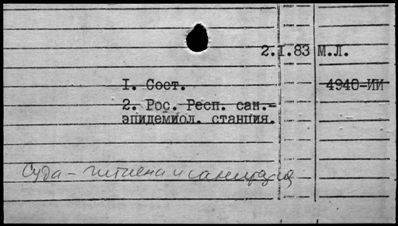 2.I.83 М.Л.
I. Сост. 4940-ИИ
2. Рос. Респ. сан.-
эпидемиол. станция.
Суда - гигиена и санитария